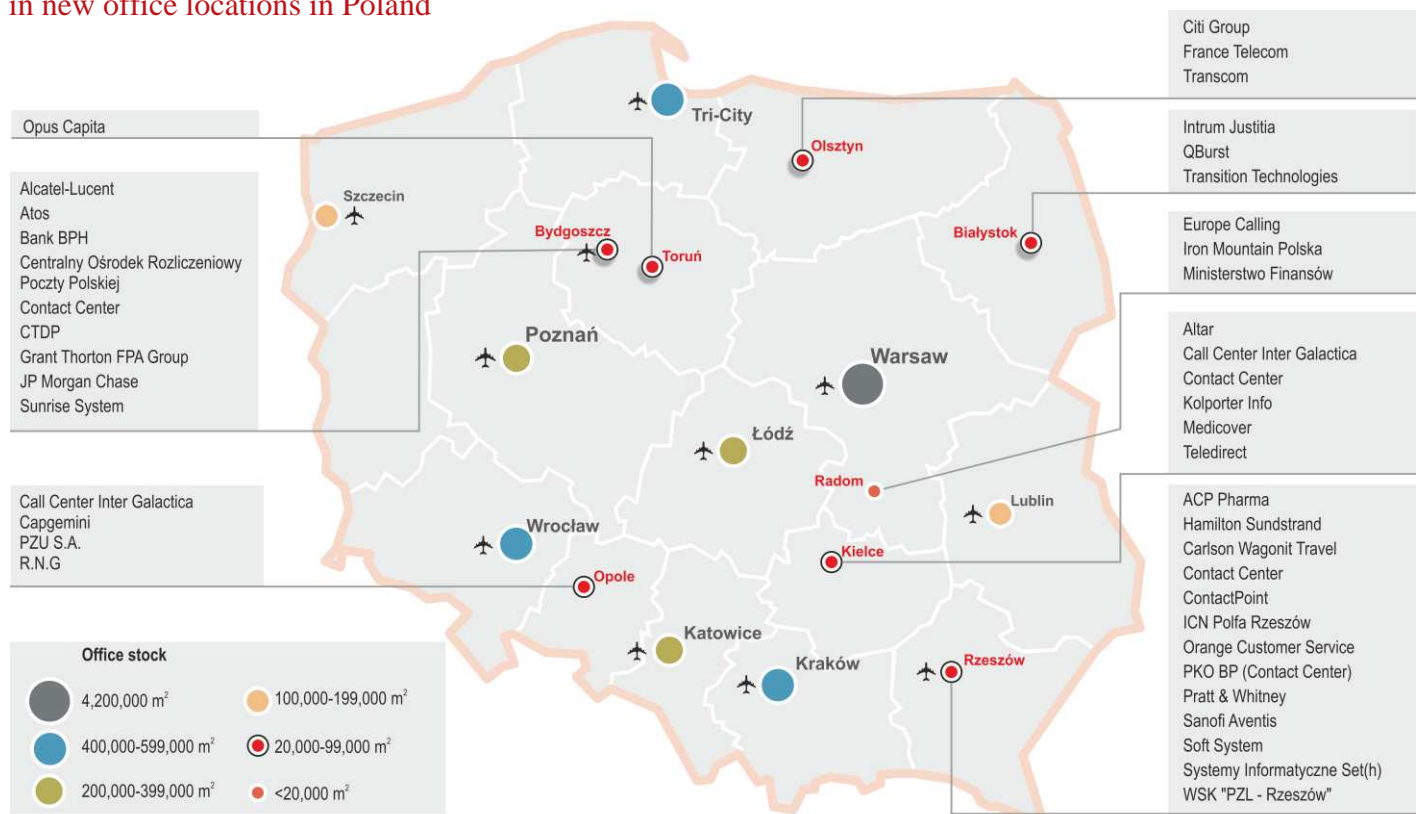 in new office locations in Poland
Citi Group
France Telecom
Transcom
Opus Capita
Intrum Justitia
QBurst
Transition Technologies
Alcatel-Lucent
Atos
Bank BPH
Centralny Ośrodek Rozliczeniowy
Poczty Polskiej
Contact Center
CTDP
Grant Thorton FPA Group
JP Morgan Chase
Sunrise System
Europe Calling
Iron Mountain Polska
Ministerstwo Finansów
Altar
Call Center Inter Galactica
Contact Center
Kolporter Info
Medicover
Teledirect
Call Center Inter Galactica
Capgemini
PZU S.A.
R.N.G
ACP Pharma
Hamilton Sundstrand
Carlson Wagonit Travel
Contact Center
ContactPoint
ICN Polfa Rzeszów
Orange Customer Service
PKO BP (Contact Center)
Pratt & Whitney
Sanofi Aventis
Soft System
Systemy Informatyczne Set(h)
WSK "PZL - Rzeszów"
Tri-City
Olsztyn
Szczecin
Bydgoszcz
Toruń
Białystok
Poznań
Warsaw
Łódź
Radom
Lublin
Wrocław
Kielce
Opole
Katowice
Kraków
Rzeszów
Office stock
4,200,000 m²
400,000-599,000 m²
200,000-399,000 m²
100,000-199,000 m²
20,000-99,000 m²
<20,000 m²